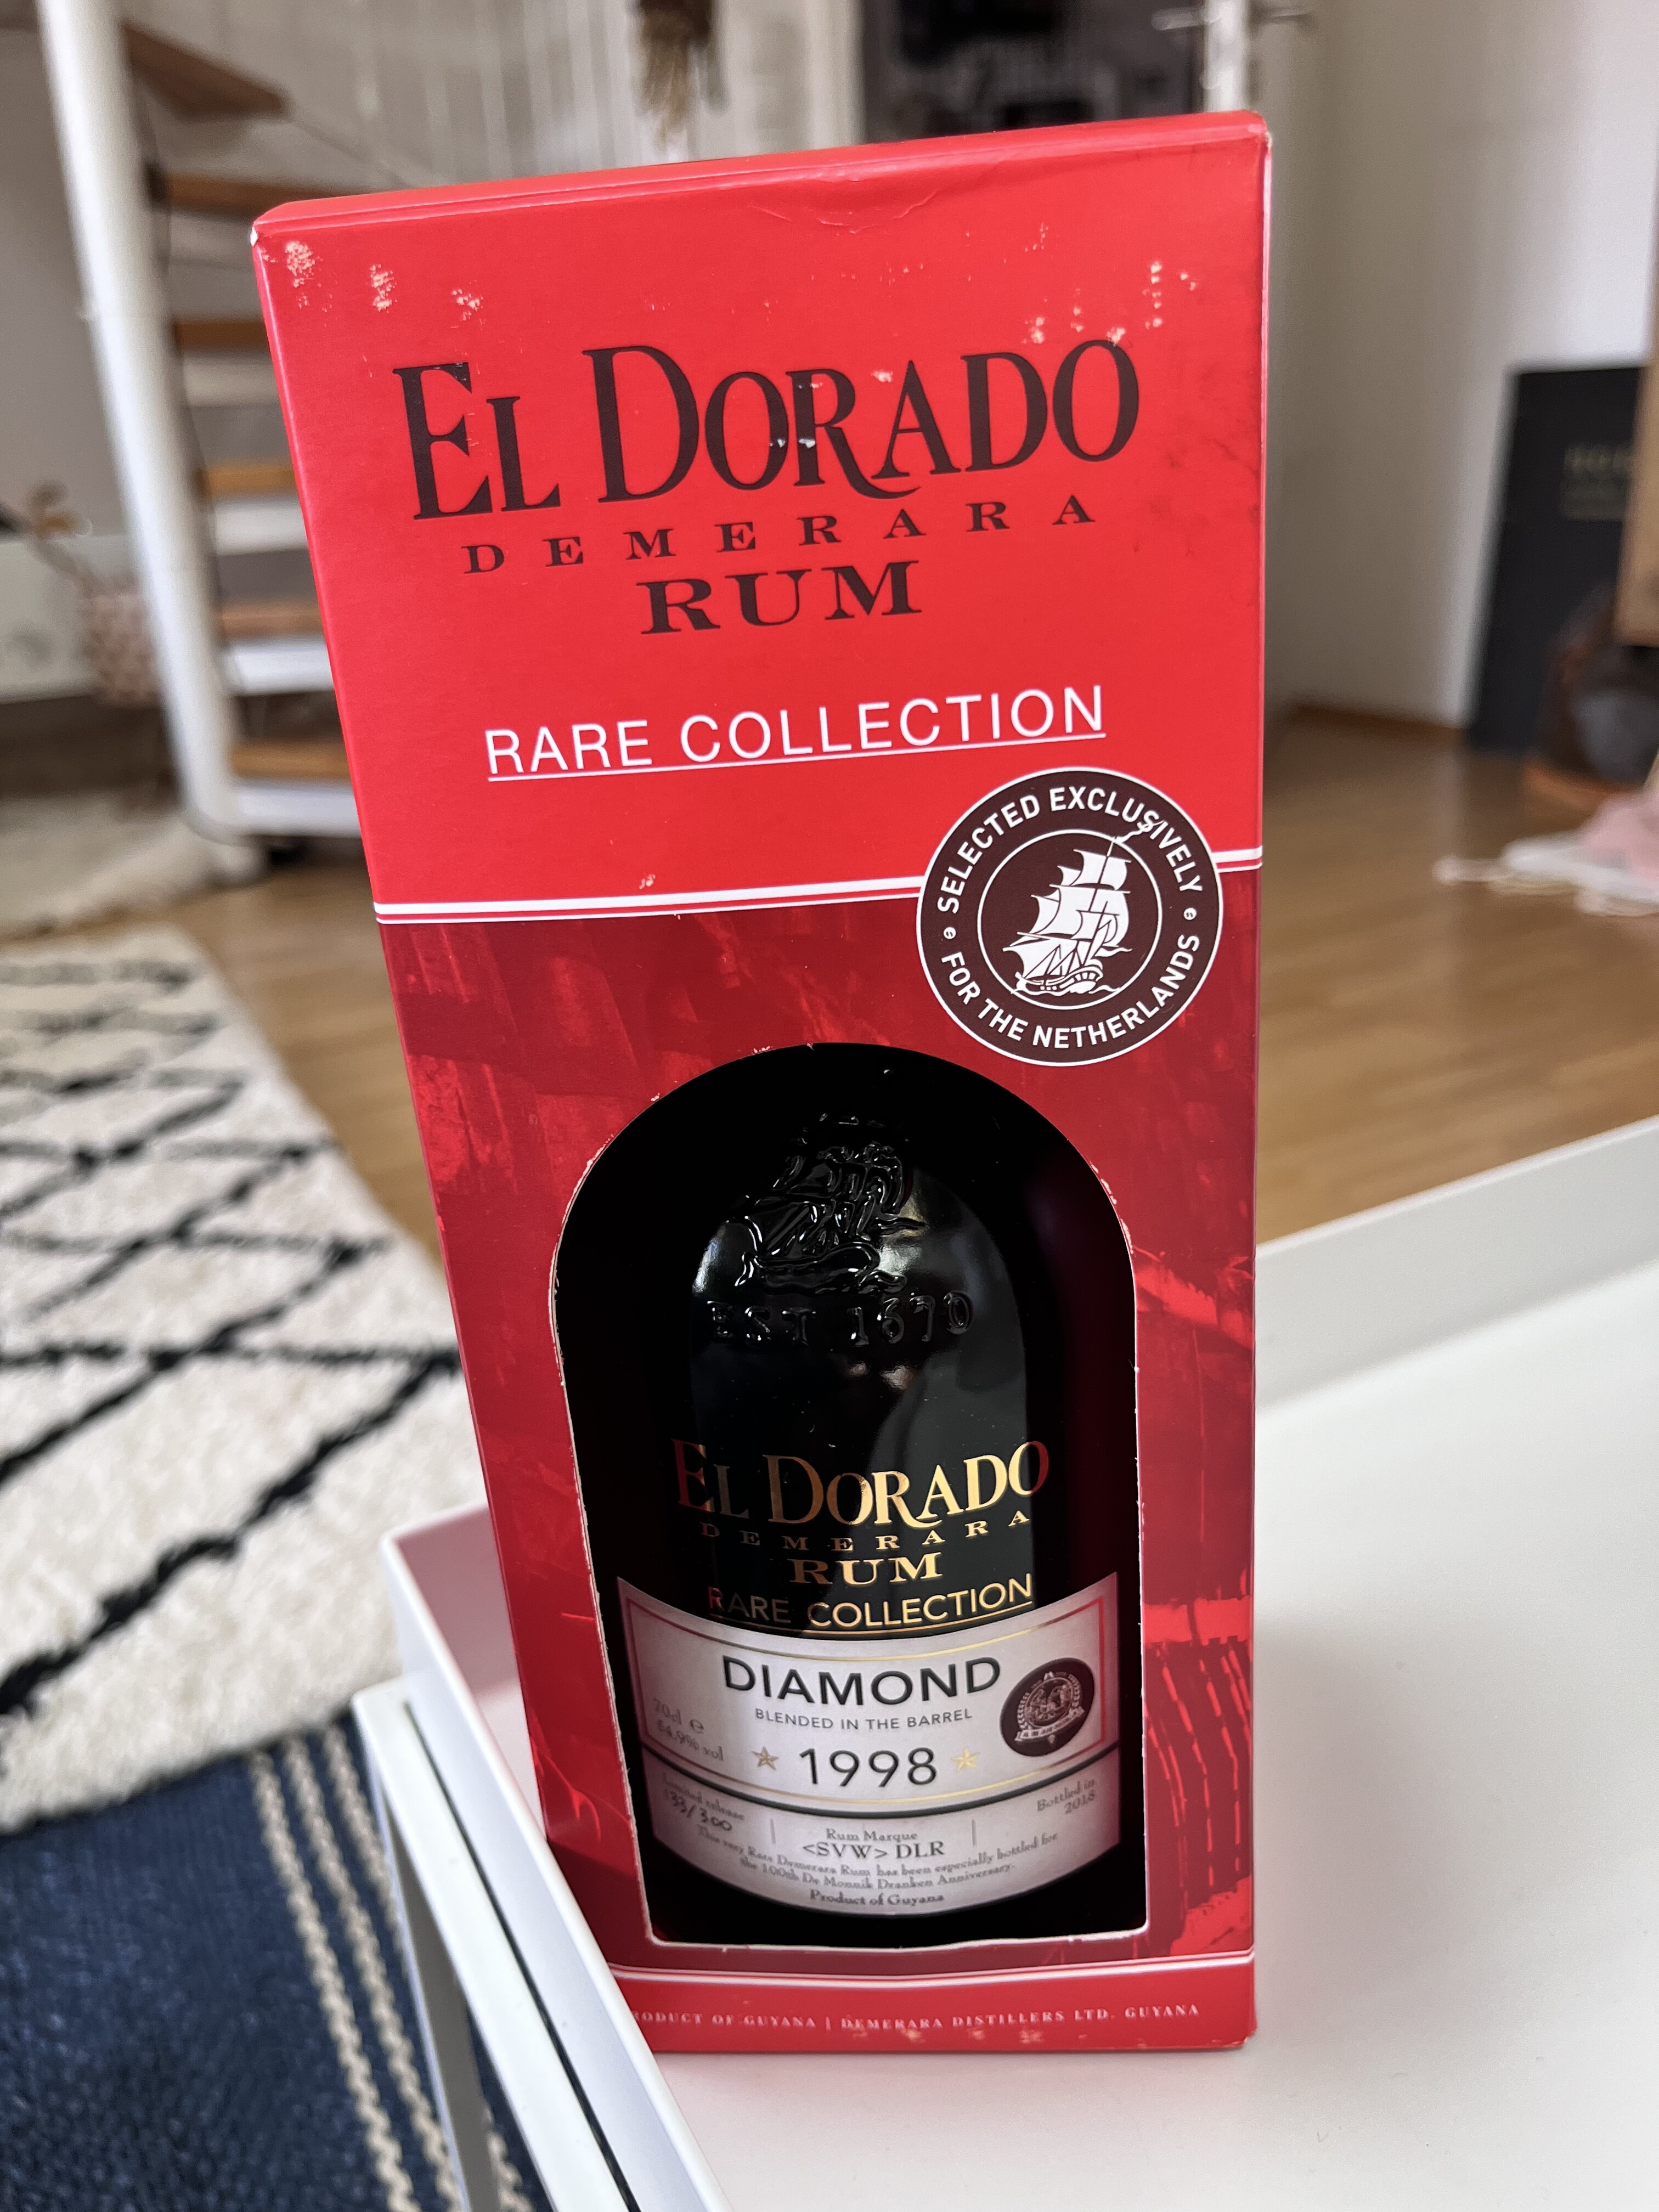 EL DORADO
DEMERARA
RUM
RARE COLLECTION
SELECTED EXCLUSIVELY
FOR THE NETHERLANDS
EST 1670
EL DORADO
DEMERARA
RUM
RARE COLLECTION
DIAMOND
BLENDED IN THE BARREL
70cl e
54.9% vol
1998
Limited release
133/300
Bottled in
2018
Rum Marque
<SVW> DLR
This very Rare Demerara Rum has been especially bottled for
the 100th De Monnik Dranken Anniversary.
Product of Guyana
PRODUCT OF GUYANA | DEMERARA DISTILLERS LTD. GUYANA